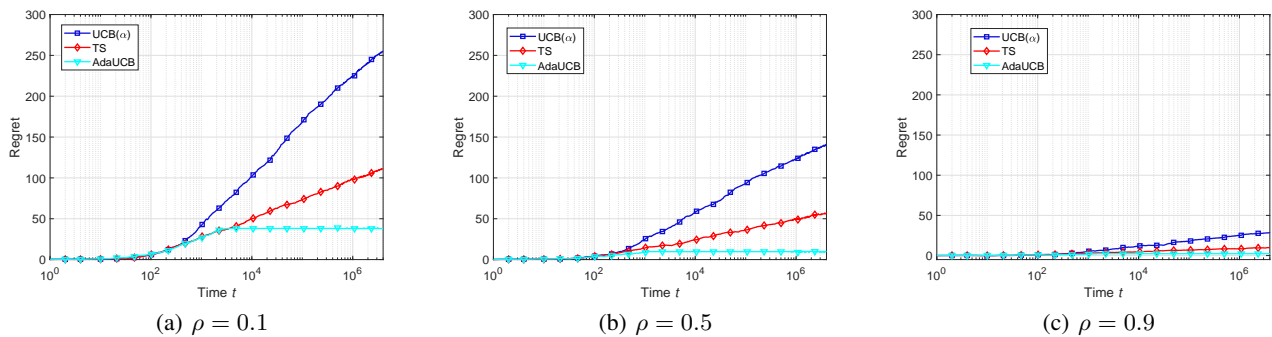 300
250
200
150
100
50
0
Regret
UCB(α)
TS
AdaUCB
10^0 10^2 10^4 10^6
Time t
(a) ρ = 0.1
300
250
200
150
100
50
0
Regret
UCB(α)
TS
AdaUCB
10^0 10^2 10^4 10^6
Time t
(b) ρ = 0.5
300
250
200
150
100
50
0
Regret
UCB(α)
TS
AdaUCB
10^0 10^2 10^4 10^6
Time t
(c) ρ = 0.9